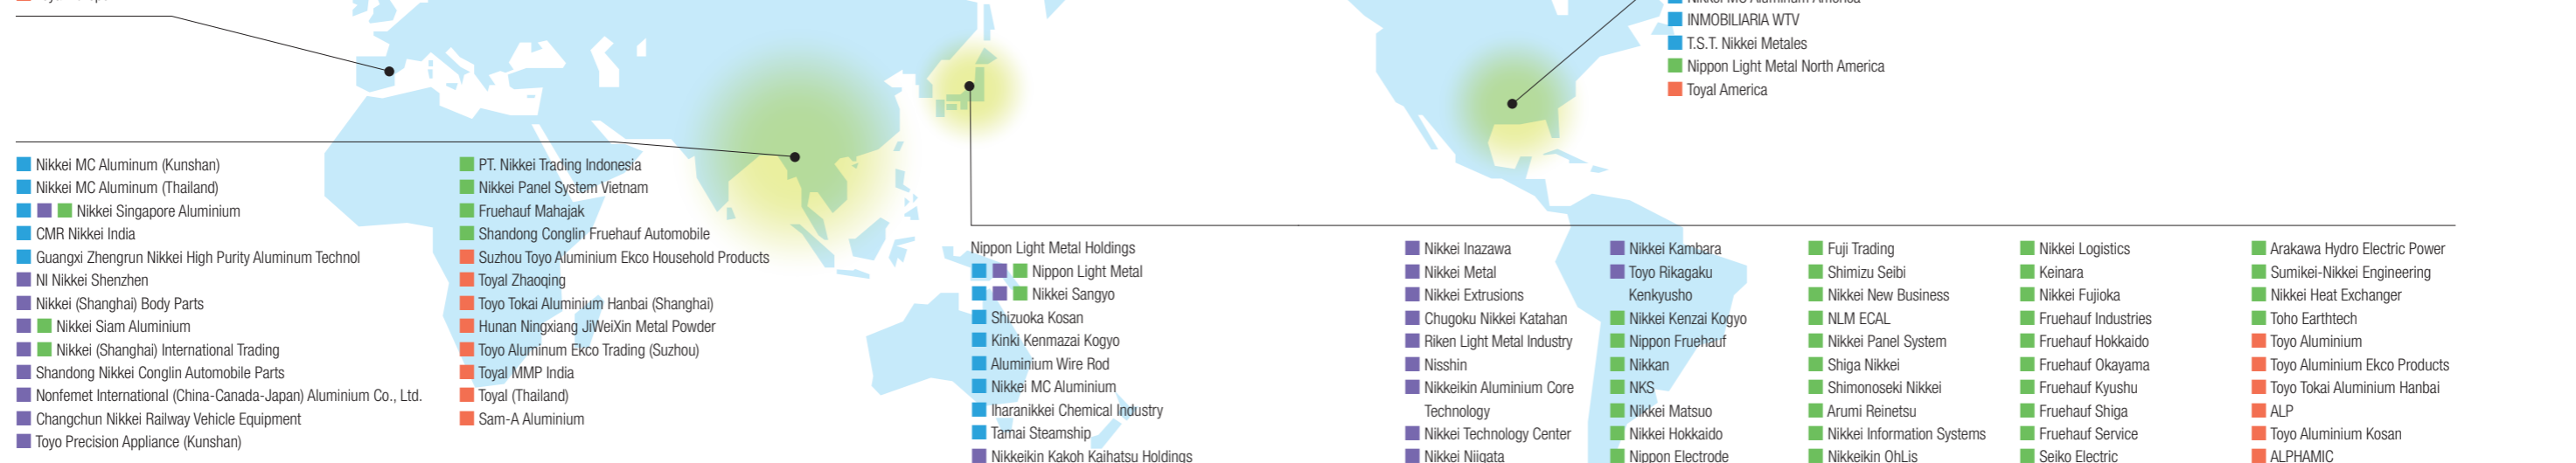 INMOBILIARIA WTV
T.S.T. Nikkei Metales
Nippon Light Metal North America
Toyal America
Nikkei MC Aluminum (Kunshan)
Nikkei MC Aluminum (Thailand)
Nikkei Singapore Aluminium
CMR Nikkei India
Guangxi Zhengrun Nikkei High Purity Aluminum Technol
NI Nikkei Shenzhen
Nikkei (Shanghai) Body Parts
Nikkei Siam Aluminium
Nikkei (Shanghai) International Trading
Shandong Nikkei Conglin Automobile Parts
Nonfemet International (China-Canada-Japan) Aluminium Co., Ltd.
Changchun Nikkei Railway Vehicle Equipment
Toyo Precision Appliance (Kunshan)
PT. Nikkei Trading Indonesia
Nikkei Panel System Vietnam
Fruehauf Mahajak
Shandong Conglin Fruehauf Automobile
Suzhou Toyo Aluminium Ekco Household Products
Toyal Zhaoqing
Toyo Tokai Aluminium Hanbai (Shanghai)
Hunan Ningxiang JiWeiXin Metal Powder
Toyo Aluminum Ekco Trading (Suzhou)
Toyal MMP India
Toyal (Thailand)
Sam-A Aluminium
Nippon Light Metal Holdings
Nippon Light Metal
Nikkei Sangyo
Shizuoka Kosan
Kinki Kenmazai Kogyo
Aluminium Wire Rod
Nikkei MC Aluminium
Iharanikkei Chemical Industry
Tamai Steamship
Nikkeikin Kakoh Kaihatsu Holdings
Nikkei Inazawa
Nikkei Metal
Nikkei Extrusions
Chugoku Nikkei Katahan
Riken Light Metal Industry
Nisshin
Nikkeikin Aluminium Core
Technology
Nikkei Technology Center
Nikkei Niigata
Nikkei Kambara
Toyo Rikagaku
Kenkyusho
Nikkei Kenzai Kogyo
Nippon Fruehauf
Nikkan
NKS
Nikkei Matsuo
Nikkei Hokkaido
Nippon Electrode
Fuji Trading
Shimizu Seibi
Nikkei New Business
NLM ECAL
Nikkei Panel System
Shiga Nikkei
Shimonoseki Nikkei
Arumi Reinetsu
Nikkei Information Systems
Nikkeikin OhLis
Nikkei Logistics
Keinara
Nikkei Fujioka
Fruehauf Industries
Fruehauf Hokkaido
Fruehauf Okayama
Fruehauf Kyushu
Fruehauf Shiga
Fruehauf Service
Seiko Electric
Arakawa Hydro Electric Power
Sumikei-Nikkei Engineering
Nikkei Heat Exchanger
Toho Earthtech
Toyo Aluminium
Toyo Aluminium Ekco Products
Toyo Tokai Aluminium Hanbai
ALP
Toyo Aluminium Kosan
ALPHAMIC